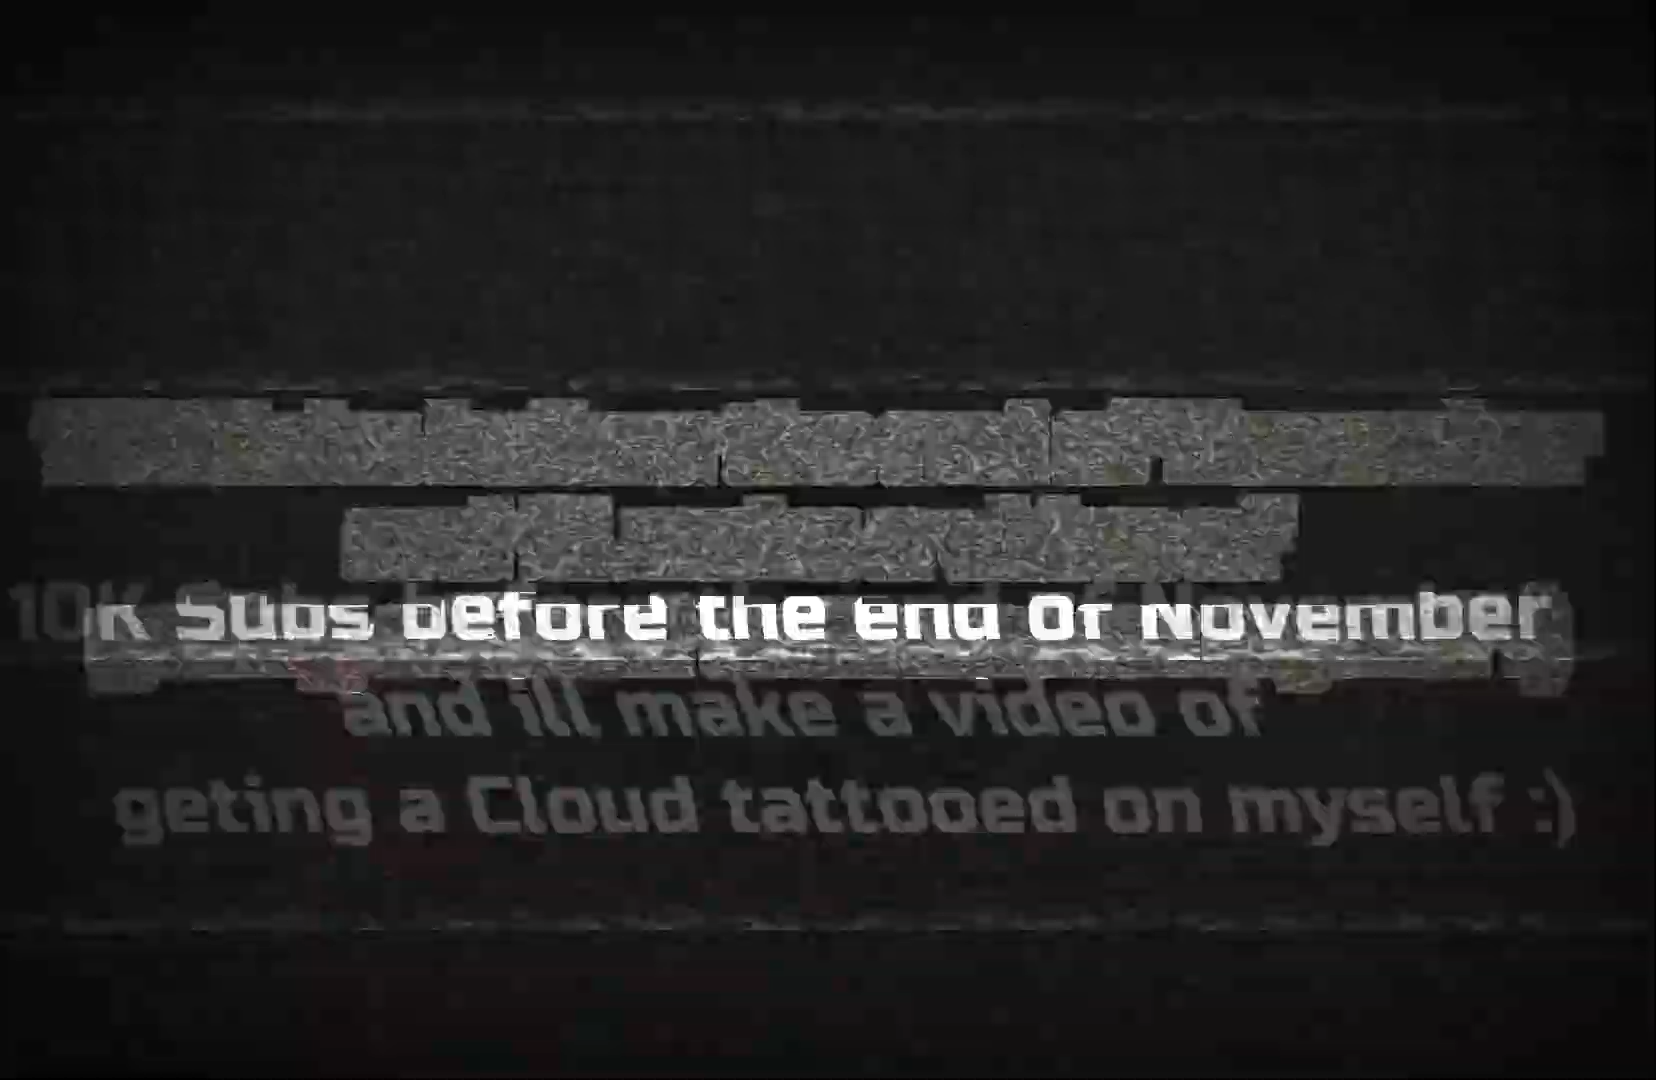 10K Subs before the end of November
and ill make a video of
geting a Cloud tattooed on myself :)